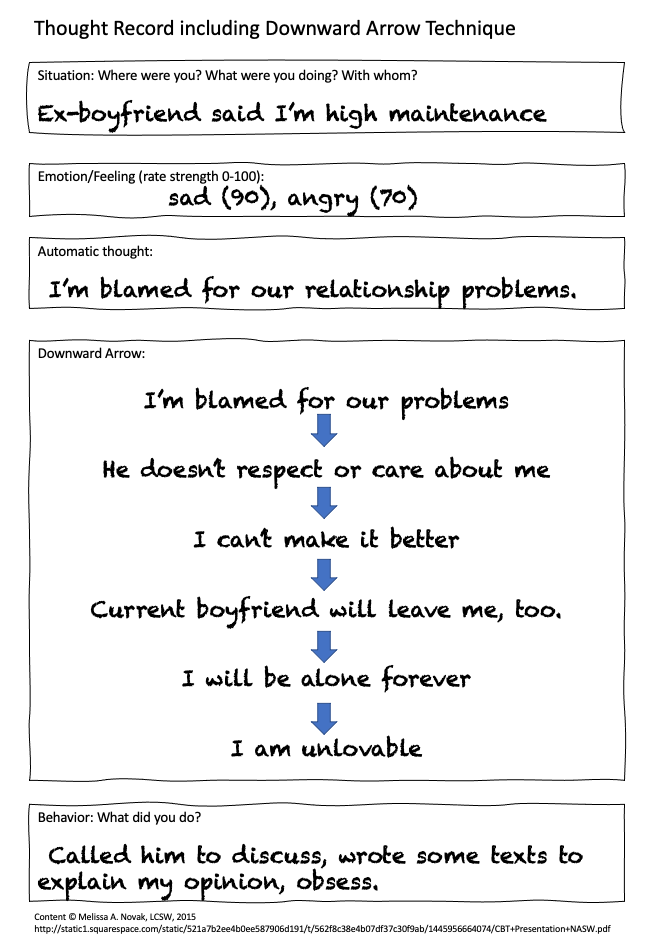 Thought Record including Downward Arrow Technique
Situation: Where were you? What were you doing? With whom?
Ex-boyfriend said I'm high maintenance
Emotion/Feeling (rate strength 0-100):
sad (90), angry (70)
Automatic thought:
I'm blamed for our relationship problems.
Downward Arrow:
I'm blamed for our problems
He doesn't respect or care about me
I can't make it better
Current boyfriend will leave me, too.
I will be alone forever
I am unlovable
Behavior: What did you do?
Called him to discuss, wrote some texts to
explain my opinion, obsess.
Content © Melissa A. Novak, LCSW, 2015
http://static1.squarespace.com/static/521a7b2ee4b0ee587906d191/t/562f8c38e4b07df37c30f9ab/1445956664074/CBT+Presentation+NASW.pdf